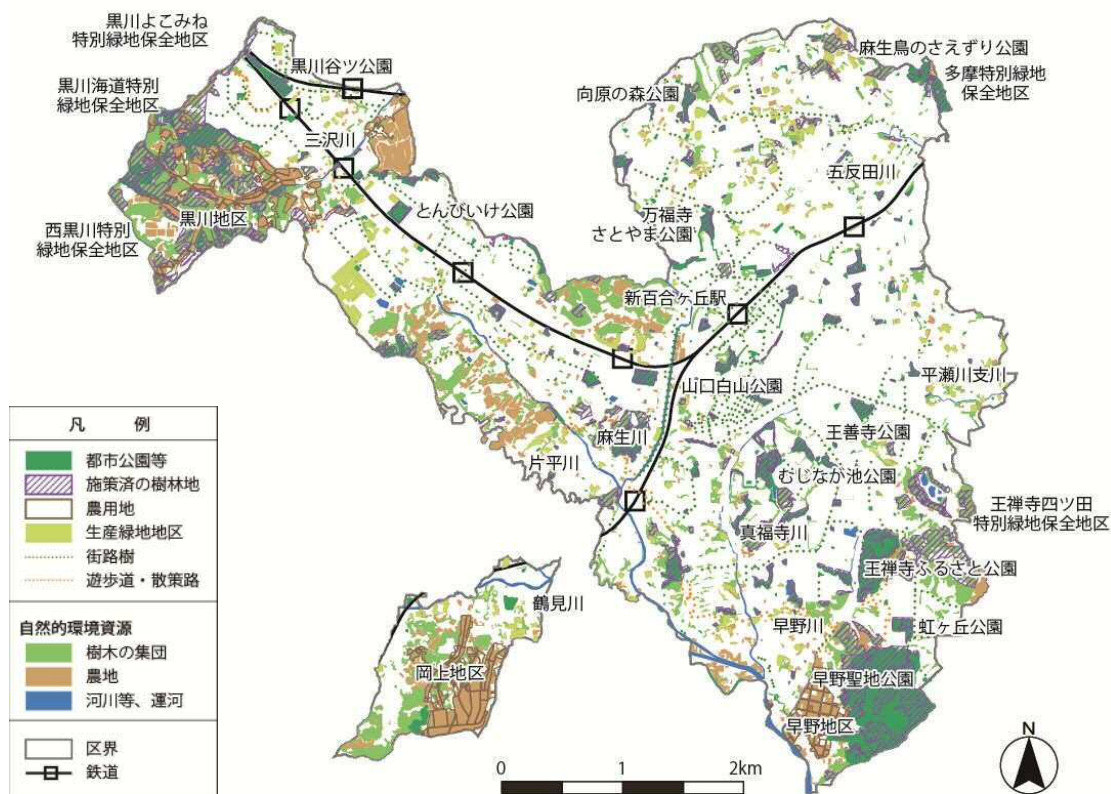 黒川よこみね
特別緑地保全地区
黒川谷ツ公園
麻生鳥のさえずり公園
黒川海道特別
緑地保全地区
向原の森公園
多摩特別緑地
保全地区
三沢川
五反田川
西黒川特別
緑地保全地区
黒川地区
とんびいけ公園
万福寺
さとやま公園
新百合ヶ丘駅
山口白山公園
平瀬川支川
麻生川
王善寺公園
片平川
むじなが池公園
王禅寺四ツ田
特別緑地保全地区
真福寺川
王禅寺ふるさと公園
鶴見川
早野川
虹ヶ丘公園
岡上地区
早野聖地公園
早野地区
凡 例
都市公園等
施策済の樹林地
農用地
生産緑地地区
街路樹
遊歩道・散策路
自然的環境資源
樹木の集団
農地
河川等、運河
区界
鉄道
0 1 2km
N